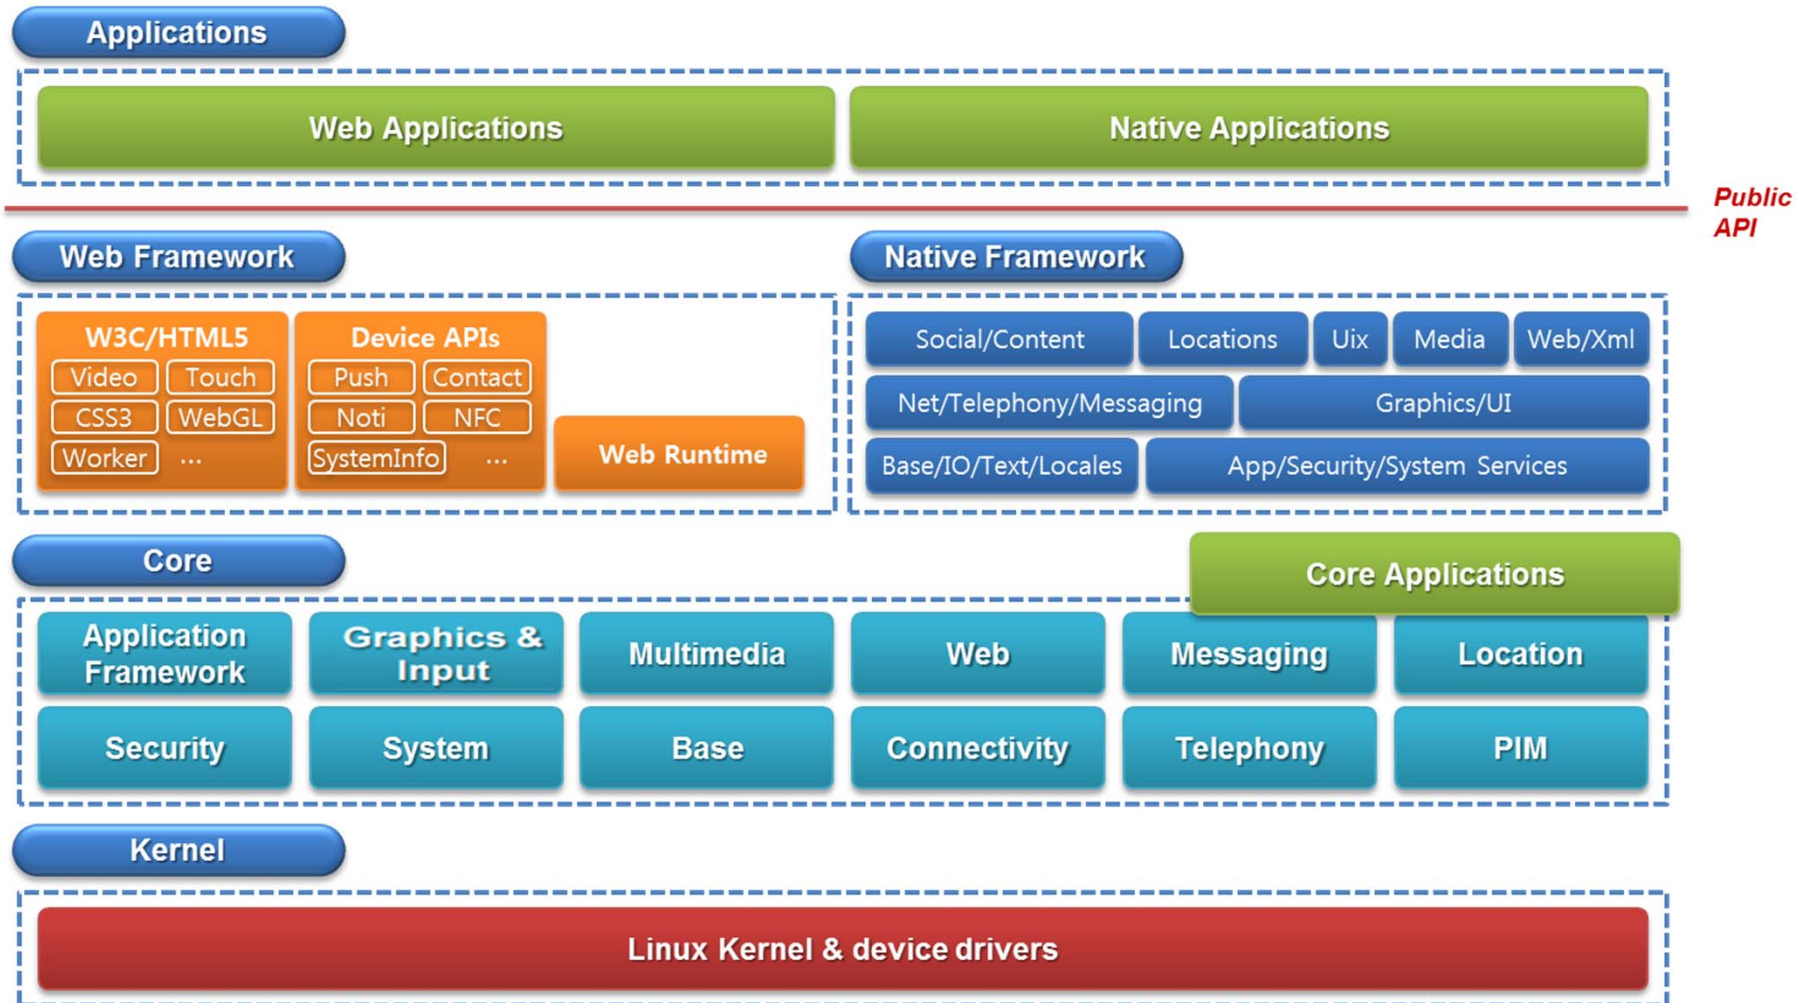 Applications
Web Applications
Native Applications
Public
API
Web Framework
Native Framework
W3C/HTML5
Video
Touch
CSS3
WebGL
Worker
...
Device APIs
Push
Contact
Noti
NFC
SystemInfo
...
Web Runtime
Social/Content
Locations
Uix
Media
Web/Xml
Net/Telephony/Messaging
Graphics/UI
Base/IO/Text/Locales
App/Security/System Services
Core
Core Applications
Application
Framework
Graphics &
Input
Multimedia
Web
Messaging
Location
Security
System
Base
Connectivity
Telephony
PIM
Kernel
Linux Kernel & device drivers